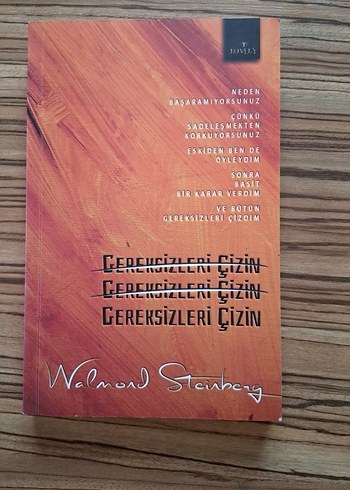 LOVELY
NEDEN
BAŞARAMIYORSUNUZ
ÇÜNKÜ
SADELEŞMEKTEN
KORKUYORSUNUZ
ESKİDEN BEN DE
ÖYLEYDİM
SONRA
BASİT
BİR KARAR VERDİM
VE BÜTÜN
GEREKSİZLERİ ÇİZDİM
GEREKSİZLERİ ÇİZİN
GEREKSİZLERİ ÇİZİN
GEREKSİZLERİ ÇİZİN
Walmond Steinberg